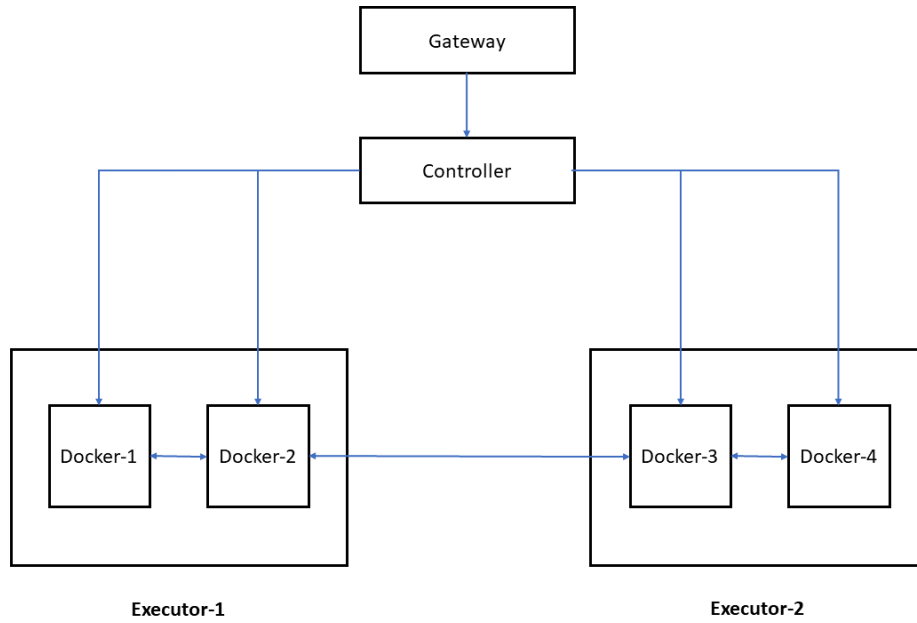 Gateway
Controller
Docker-1
Docker-2
Docker-3
Docker-4
Executor-1
Executor-2